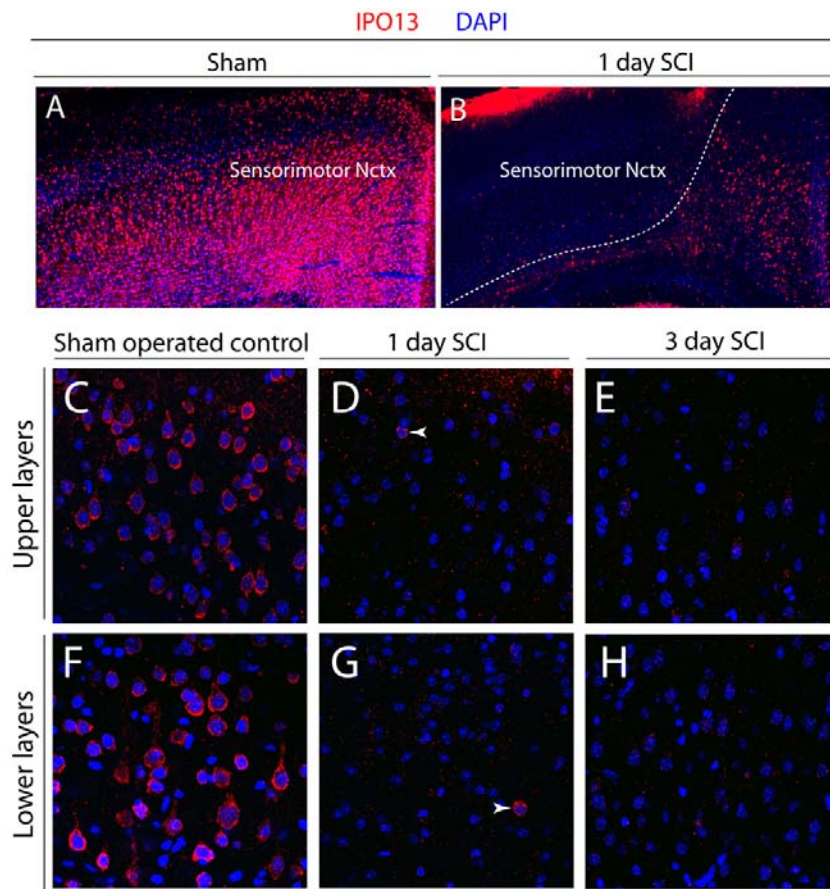 IPO13 DAPI
Sham 1 day SCI
A B
Sensorimotor Nctx Sensorimotor Nctx
Sham operated control 1 day SCI 3 day SCI
Upper layers
C D E
Lower layers
F G H